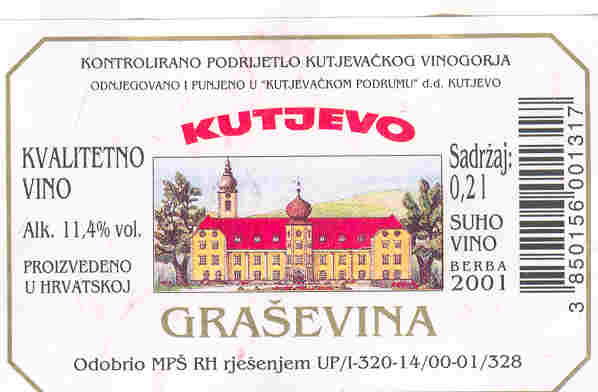 KONTROLIRANO PODRIJETLO KUTJEVAČKOG VINOGORJA
ODNJEGOVANO I PUNJENO U "KUTJEVAČKOM PODRUMU" d.d. KUTJEVO
KUTJEVO
KVALITETNO
VINO
Alk. 11,4% vol.
PROIZVEDENO
U HRVATSKOJ
Sadržaj:
0,2 l
SUHO
VINO
BERBA
2001
3 850156 001317
GRAŠEVINA
Odobrio MPŠ RH rješenjem UP/I-320-14/00-01/328